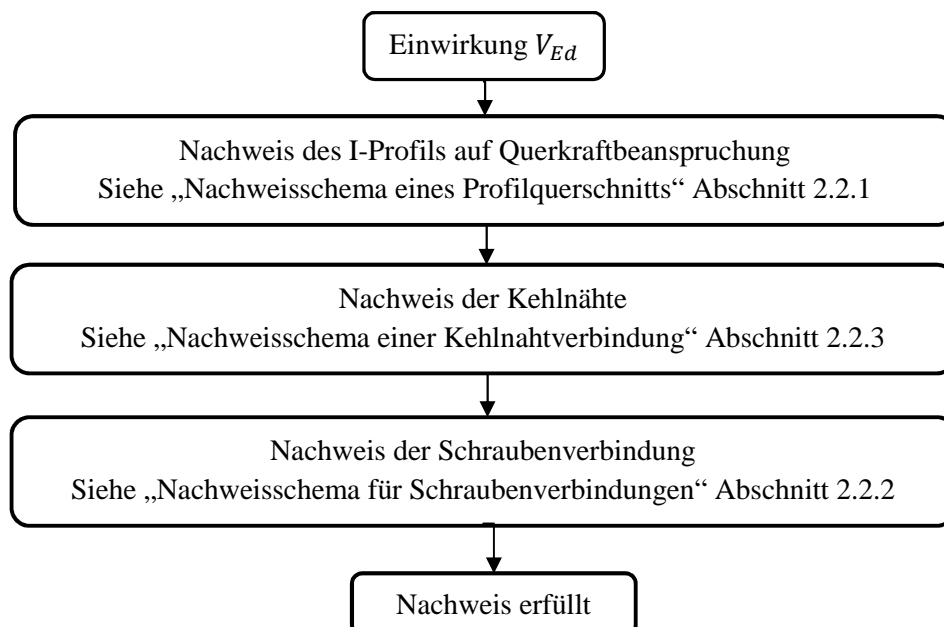 Einwirkung V_Ed
Nachweis des I-Profils auf Querkraftbeanspruchung
Siehe „Nachweisschema eines Profilquerschnitts“ Abschnitt 2.2.1
Nachweis der Kehlnähte
Siehe „Nachweisschema einer Kehlnahtverbindung“ Abschnitt 2.2.3
Nachweis der Schraubenverbindung
Siehe „Nachweisschema für Schraubenverbindungen“ Abschnitt 2.2.2
Nachweis erfüllt